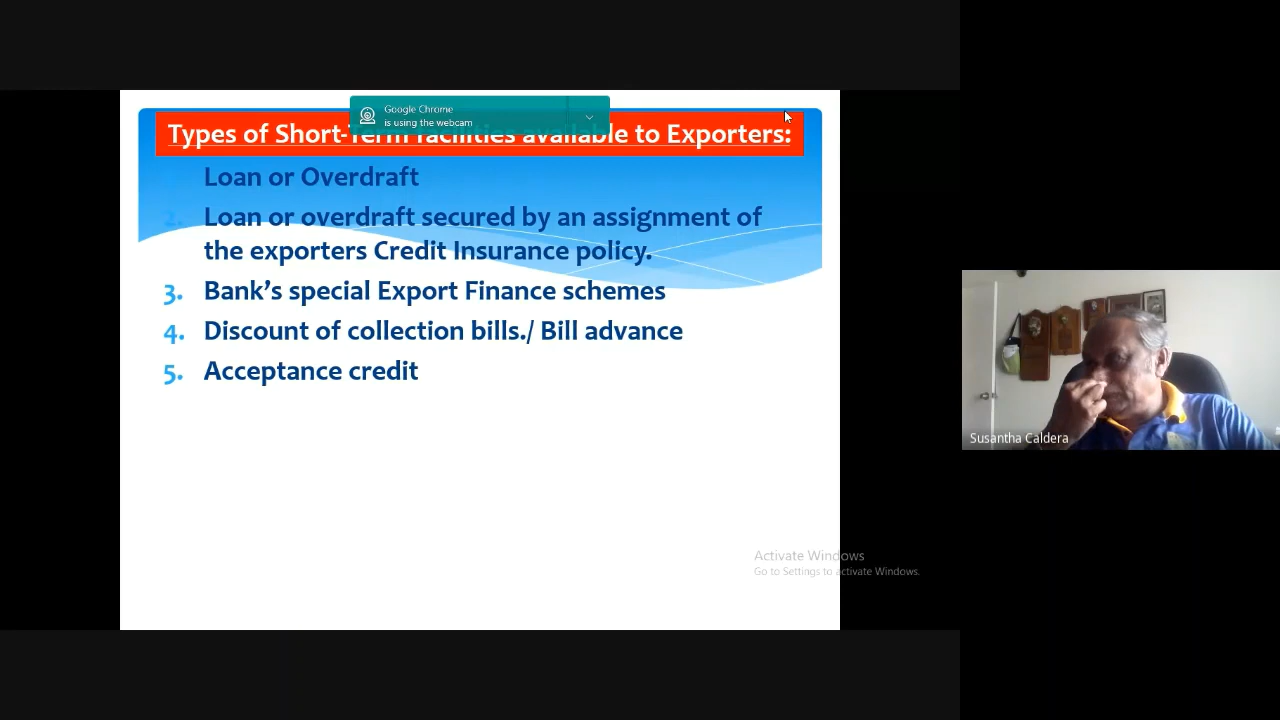 Google Chrome
is using the webcam
Types of Short-Term facilities available to Exporters:
Loan or Overdraft
2. Loan or overdraft secured by an assignment of
the exporters Credit Insurance policy.
3. Bank's special Export Finance schemes
4. Discount of collection bills./ Bill advance
5. Acceptance credit
Susantha Caldera
Activate Windows
Go to Settings to activate Windows.